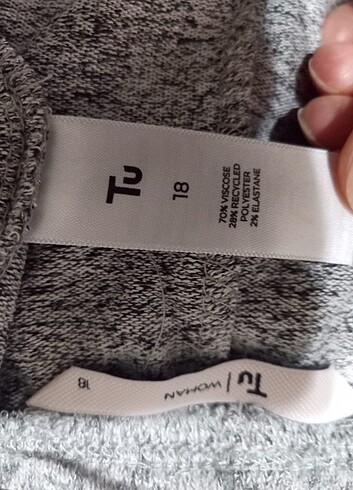 Tu
18
70% VISCOSE
28% RECYCLED
POLYESTER
2% ELASTANE
Tu | WOMAN
18